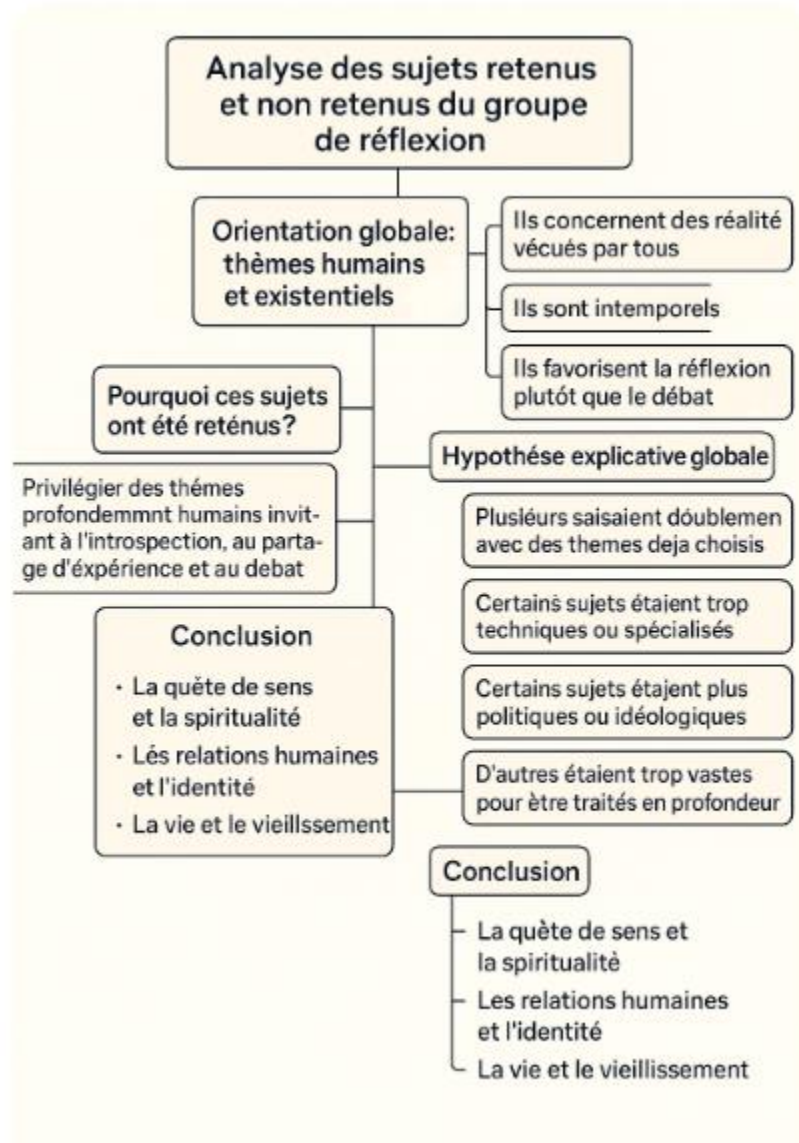 Analyse des sujets retenus
et non retenus du groupe
de réflexion
Orientation globale:
thèmes humains
et existentiels
Ils concernent des réalité
vécués par tous
Ils sont intemporels
Ils favorisent la réflexion
plutót que le débat
Pourquoi ces sujets
ont été reténus?
Hypothése explicative globale
Privilégier des thémes
profondemmnt humains invit-
ant à l'introspection, au parta-
ge d'éxpérience et au debat
Plusléurs saisaient dóublemen
avec des themes deja choisis
Certains sujets étaient trop
techniques ou spécialisés
Certains sujets étajent plus
politiques ou idéologiques
D'autres étaient trop vastes
pour ètre traités en profondeur
Conclusion
· La quête de sens
et la spiritualité
· Lés relations humaines
et l'identité
· La vie et le vieillssement
Conclusion
La quète de sens et
la spiritualitè
Les relations humaines
et l'identité
La vie et le vieillissement